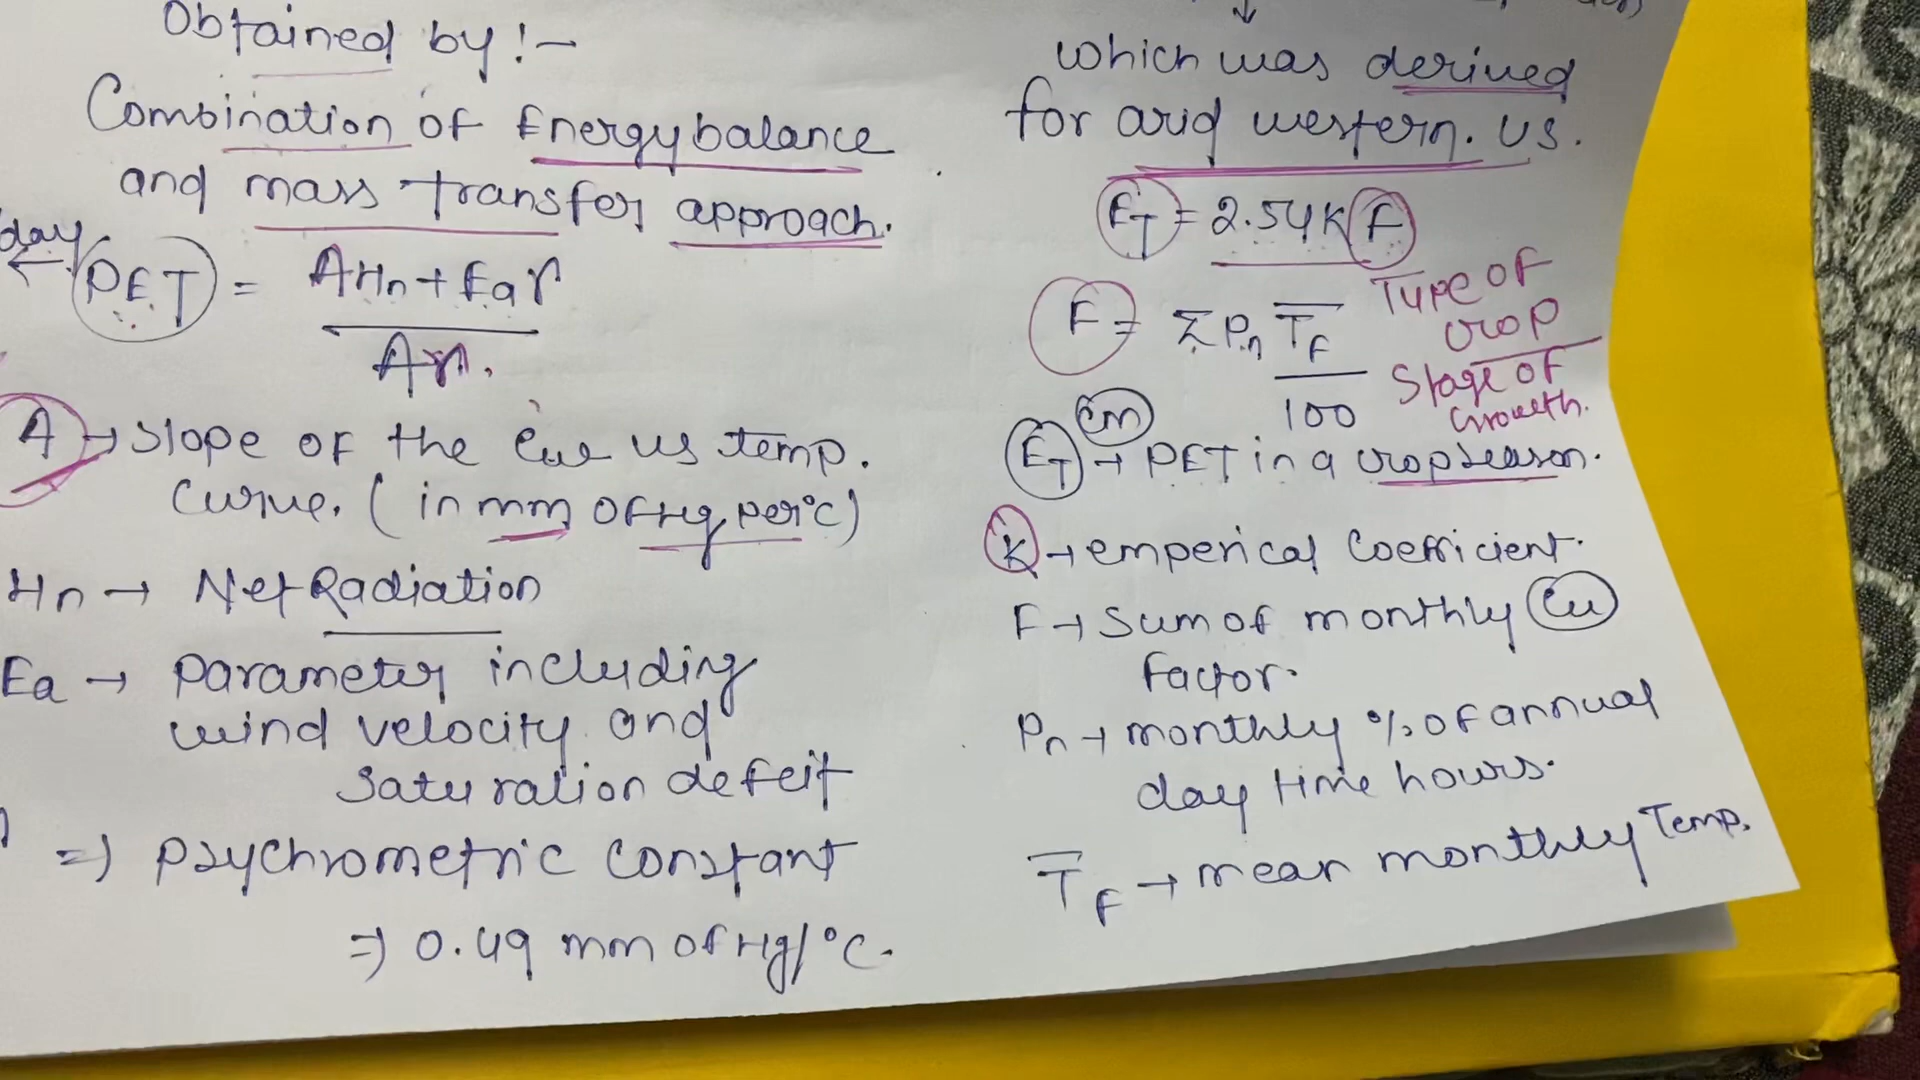 Obtained by :-
Combination of Energy balance
and mass transfer approach.
day
← PET = AHn + Ear
Ar.
A → slope of the ew vs temp.
curve. (in mm of Hg per °C)
Hn → Net Radiation
Ea → parameter including
wind velocity and
saturation defeit
⇒ psychrometric constant
⇒ 0.49 mm of Hg/°C.
↓
which was derived
for arid western. US.
ET = 2.54 K F
F = Σ Pn T̅F
100
Type of
crop
Stage of
Growth.
cm
ET → PET in a crop season.
K → emperical coefficient.
F → Sum of monthly Cu
factor.
Pn → monthly % of annual
day time hours.
T̅F → mean monthly Temp.